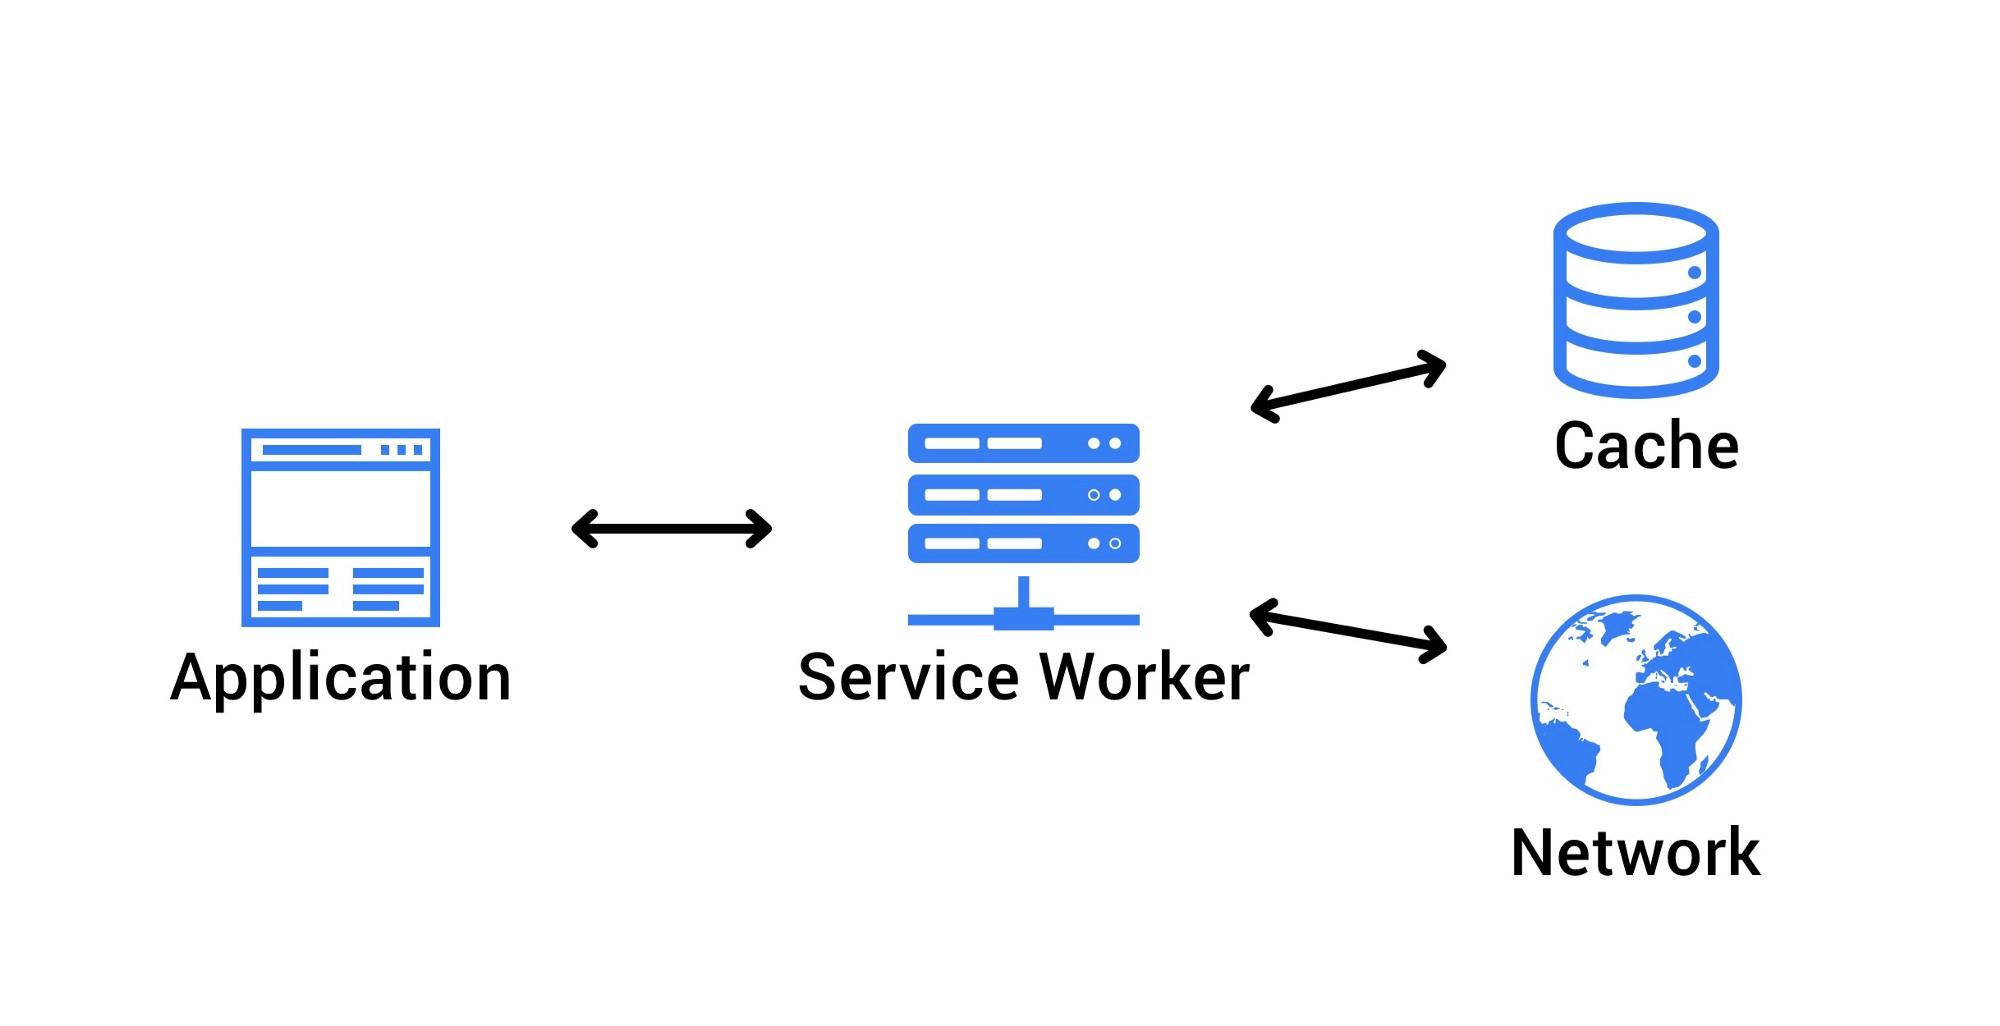 Application
Service Worker
Cache
Network